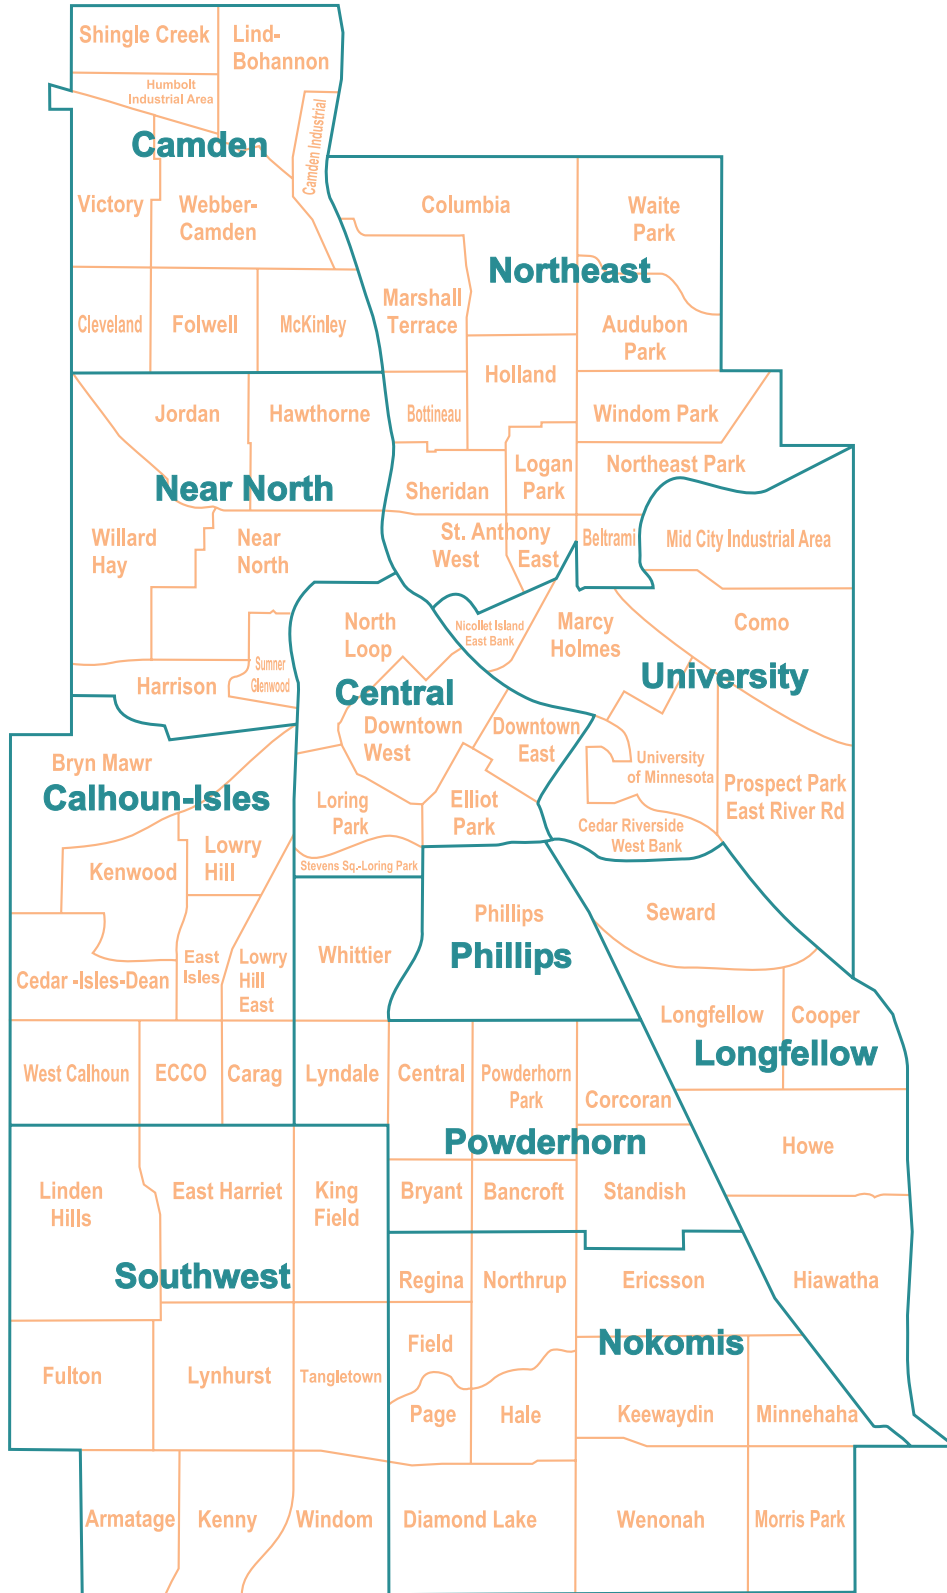 Shingle Creek
Lind-
Bohannon
Humbolt
Industrial Area
Camden Industrial
Camden
Victory
Webber-
Camden
Columbia
Waite
Park
Northeast
Cleveland
Folwell
McKinley
Marshall
Terrace
Audubon
Park
Holland
Jordan
Hawthorne
Bottineau
Windom Park
Logan
Park
Northeast Park
Near North
Sheridan
Willard
Hay
Near
North
St. Anthony
West
East
Beltrami
Mid City Industrial Area
North
Loop
Nicollet Island
East Bank
Marcy
Holmes
Como
Harrison
Sumner
Glenwood
Central
University
Downtown
West
Downtown
East
Bryn Mawr
University
of Minnesota
Prospect Park
East River Rd
Calhoun-Isles
Loring
Park
Elliot
Park
Cedar Riverside
West Bank
Kenwood
Lowry
Hill
Stevens Sq.-Loring Park
Phillips
Seward
Phillips
Whittier
Cedar -Isles-Dean
East
Isles
Lowry
Hill
East
Longfellow
Cooper
Longfellow
West Calhoun
ECCO
Carag
Lyndale
Central
Powderhorn
Park
Corcoran
Powderhorn
Howe
Linden
Hills
East Harriet
King
Field
Bryant
Bancroft
Standish
Southwest
Regina
Northrup
Ericsson
Hiawatha
Nokomis
Field
Fulton
Lynhurst
Tangletown
Page
Hale
Keewaydin
Minnehaha
Armatage
Kenny
Windom
Diamond Lake
Wenonah
Morris Park